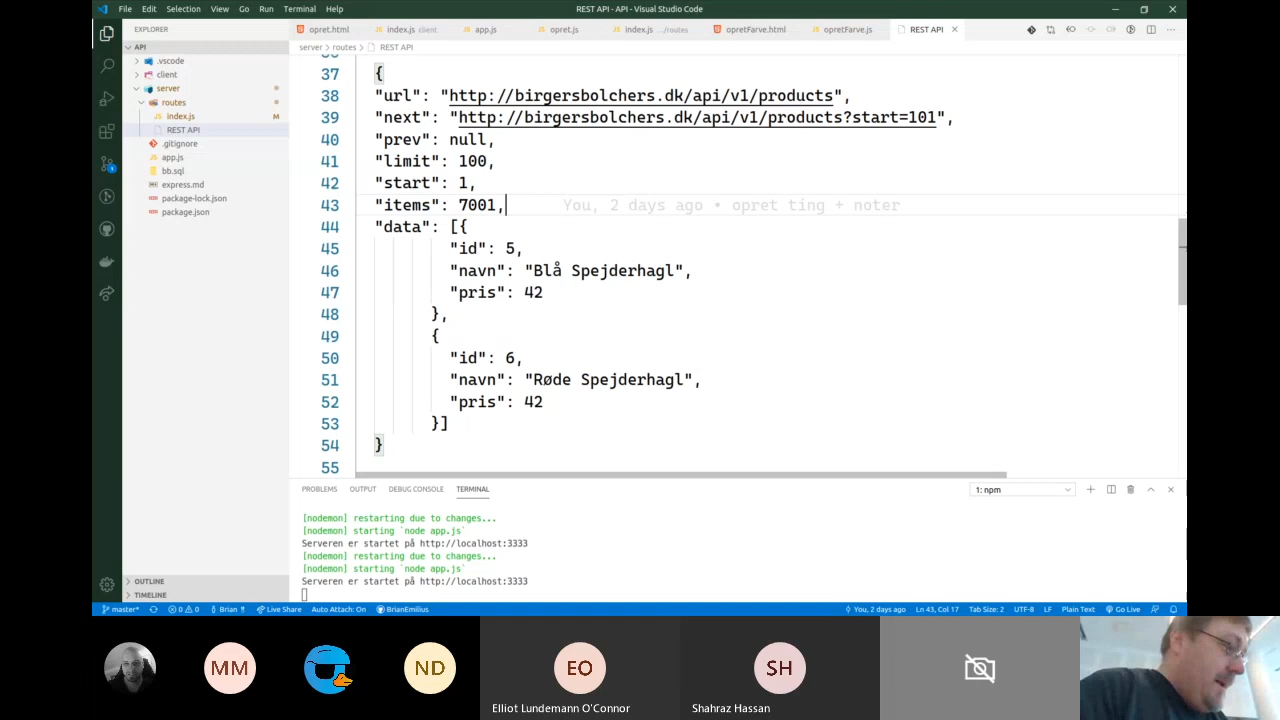 File Edit Selection View Go Run Terminal Help
REST API - API - Visual Studio Code
EXPLORER
API
.vscode
client
server
routes
index.js M
REST API
.gitignore
app.js
bb.sql
express.md
package-lock.json
package.json
OUTLINE
TIMELINE
opret.html index.js client app.js opret.js index.js .../routes opretFarve.html opretFarve.js REST API
server › routes › REST API
37 {
38 "url": "http://birgersbolchers.dk/api/v1/products",
39 "next": "http://birgersbolchers.dk/api/v1/products?start=101",
40 "prev": null,
41 "limit": 100,
42 "start": 1,
43 "items": 7001, You, 2 days ago • opret ting + noter
44 "data": [{
45 "id": 5,
46 "navn": "Blå Spejderhagl",
47 "pris": 42
48 },
49 {
50 "id": 6,
51 "navn": "Røde Spejderhagl",
52 "pris": 42
53 }]
54 }
55
PROBLEMS OUTPUT DEBUG CONSOLE TERMINAL 1: npm
[nodemon] restarting due to changes...
[nodemon] starting `node app.js`
Serveren er startet på http://localhost:3333
[nodemon] restarting due to changes...
[nodemon] starting `node app.js`
Serveren er startet på http://localhost:3333
master* 0 0 Brian Live Share Auto Attach: On BrianEmilius You, 2 days ago Ln 43, Col 17 Tab Size: 2 UTF-8 LF Plain Text Go Live
MM ND EO SH
Elliot Lundemann O'Connor Shahraz Hassan